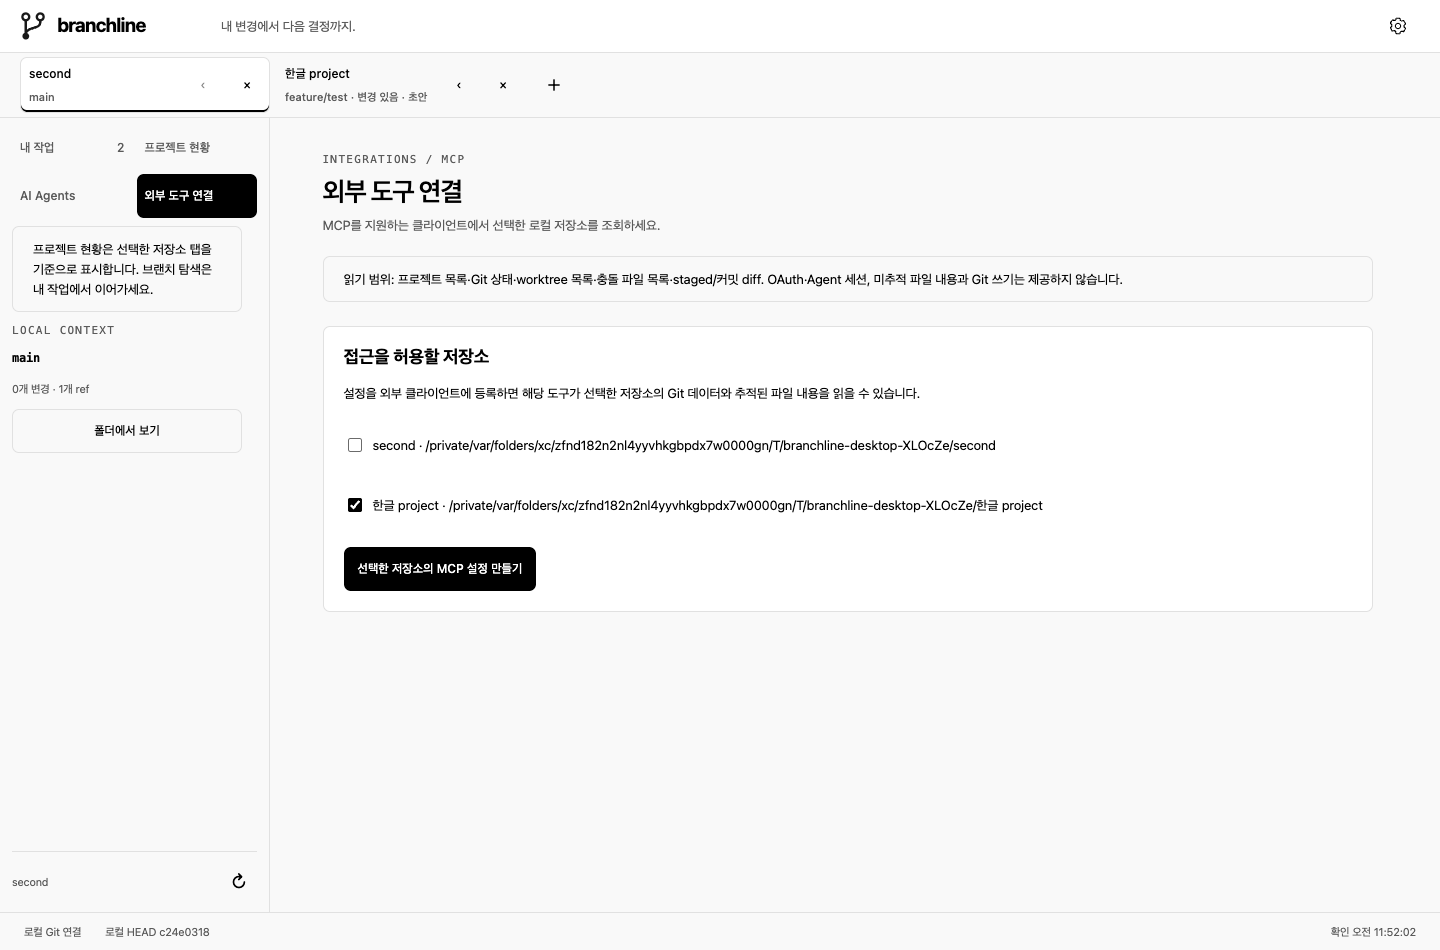 branchline
내 변경에서 다음 결정까지.
second
main
‹ ×
한글 project
feature/test · 변경 있음 · 초안
‹ × +
내 작업 2 프로젝트 현황
AI Agents 외부 도구 연결
프로젝트 현황은 선택한 저장소 탭을
기준으로 표시합니다. 브랜치 탐색은
내 작업에서 이어가세요.
LOCAL CONTEXT
main
0개 변경 · 1개 ref
폴더에서 보기
second
INTEGRATIONS / MCP
외부 도구 연결
MCP를 지원하는 클라이언트에서 선택한 로컬 저장소를 조회하세요.
읽기 범위: 프로젝트 목록·Git 상태·worktree 목록·충돌 파일 목록·staged/커밋 diff. OAuth·Agent 세션, 미추적 파일 내용과 Git 쓰기는 제공하지 않습니다.
접근을 허용할 저장소
설정을 외부 클라이언트에 등록하면 해당 도구가 선택한 저장소의 Git 데이터와 추적된 파일 내용을 읽을 수 있습니다.
second · /private/var/folders/xc/zfnd182n2nl4yyvhkgbpdx7w0000gn/T/branchline-desktop-XLOcZe/second
한글 project · /private/var/folders/xc/zfnd182n2nl4yyvhkgbpdx7w0000gn/T/branchline-desktop-XLOcZe/한글 project
선택한 저장소의 MCP 설정 만들기
로컬 Git 연결 로컬 HEAD c24e0318
확인 오전 11:52:02